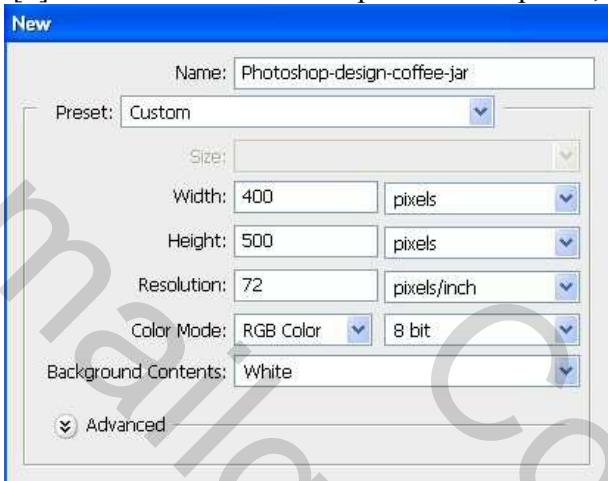 New
Name: Photoshop-design-coffee-jar
Preset: Custom
Size:
Width: 400 pixels
Height: 500 pixels
Resolution: 72 pixels/inch
Color Mode: RGB Color 8 bit
Background Contents: White
Advanced